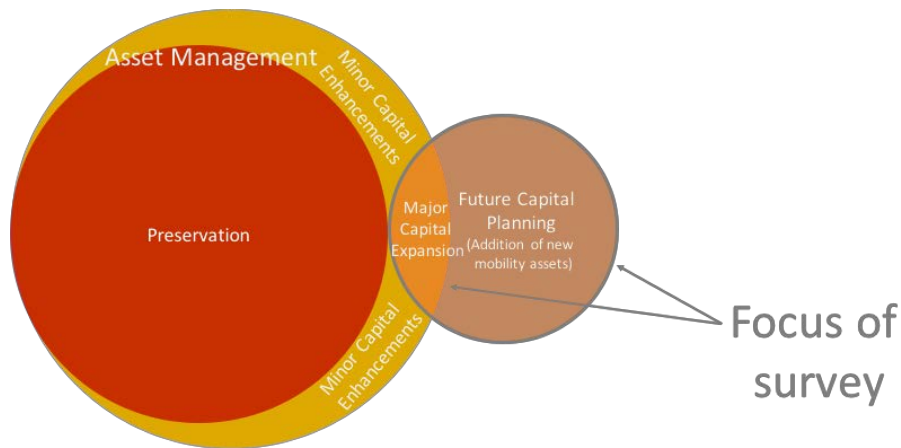 Asset Management
Minor Capital
Enhancements
Preservation
Major
Capital
Expansion
Future Capital
Planning
(Addition of new
mobility assets)
Minor Capital
Enhancements
Focus of
survey